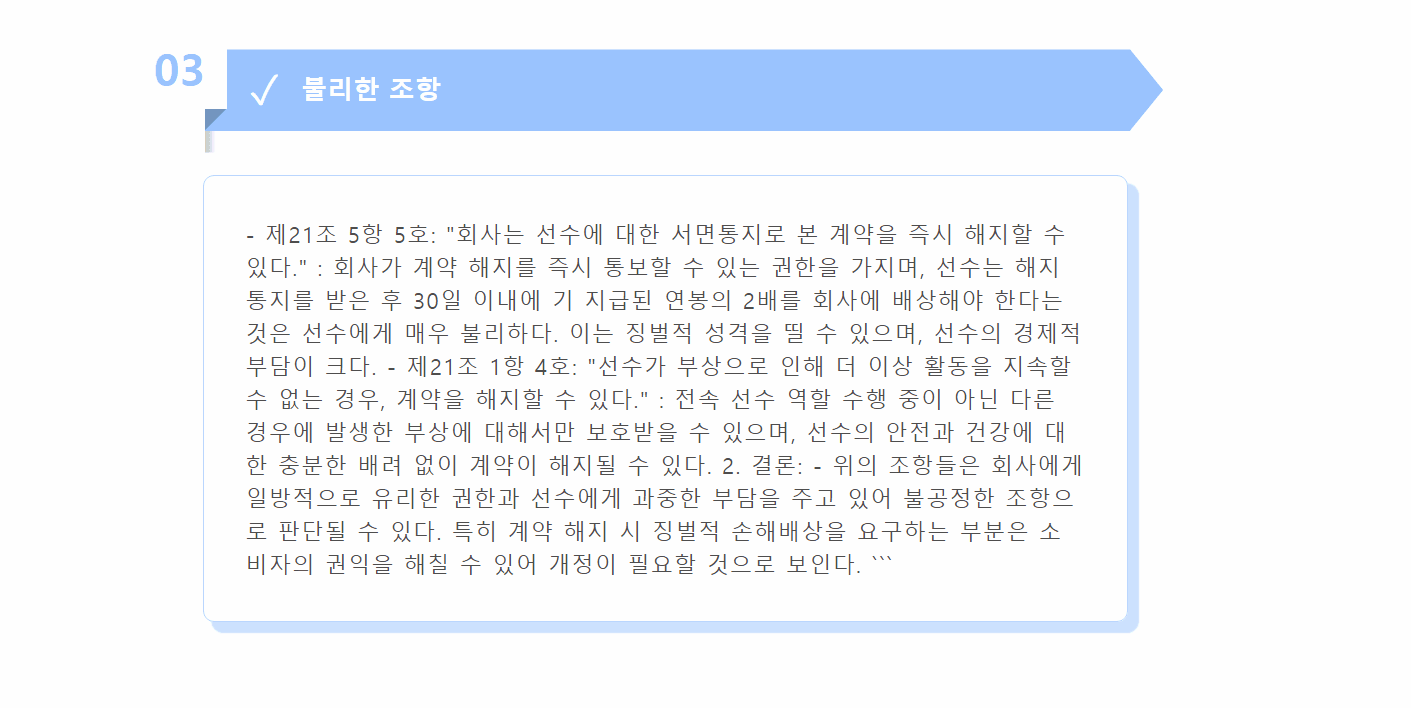 03
✓ 불리한 조항
- 제21조 5항 5호: "회사는 선수에 대한 서면통지로 본 계약을 즉시 해지할 수
있다." : 회사가 계약 해지를 즉시 통보할 수 있는 권한을 가지며, 선수는 해지
통지를 받은 후 30일 이내에 기 지급된 연봉의 2배를 회사에 배상해야 한다는
것은 선수에게 매우 불리하다. 이는 징벌적 성격을 띨 수 있으며, 선수의 경제적
부담이 크다. - 제21조 1항 4호: "선수가 부상으로 인해 더 이상 활동을 지속할
수 없는 경우, 계약을 해지할 수 있다." : 전속 선수 역할 수행 중이 아닌 다른
경우에 발생한 부상에 대해서만 보호받을 수 있으며, 선수의 안전과 건강에 대
한 충분한 배려 없이 계약이 해지될 수 있다. 2. 결론: - 위의 조항들은 회사에게
일방적으로 유리한 권한과 선수에게 과중한 부담을 주고 있어 불공정한 조항으
로 판단될 수 있다. 특히 계약 해지 시 징벌적 손해배상을 요구하는 부분은 소
비자의 권익을 해칠 수 있어 개정이 필요할 것으로 보인다. ```